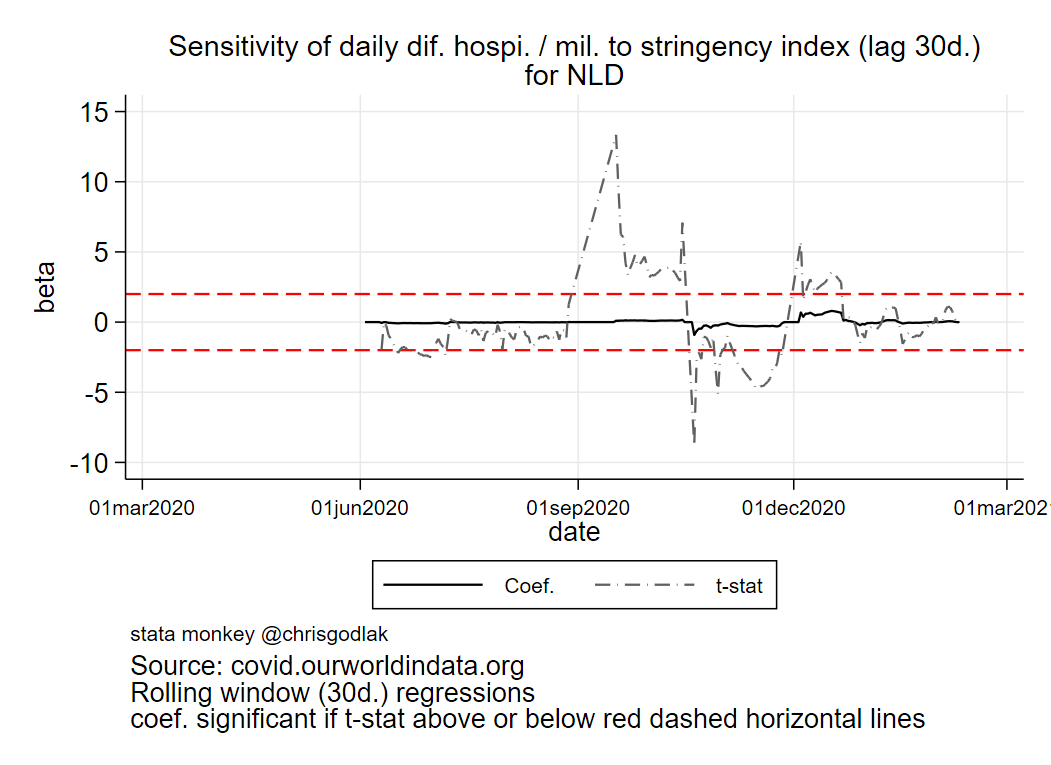 Sensitivity of daily dif. hospi. / mil. to stringency index (lag 30d.)
for NLD
15
10
5
0
-5
-10
beta
01mar2020
01jun2020
01sep2020
01dec2020
01mar202
date
Coef.
t-stat
stata monkey @chrisgodlak
Source: covid.ourworldindata.org
Rolling window (30d.) regressions
coef. significant if t-stat above or below red dashed horizontal lines